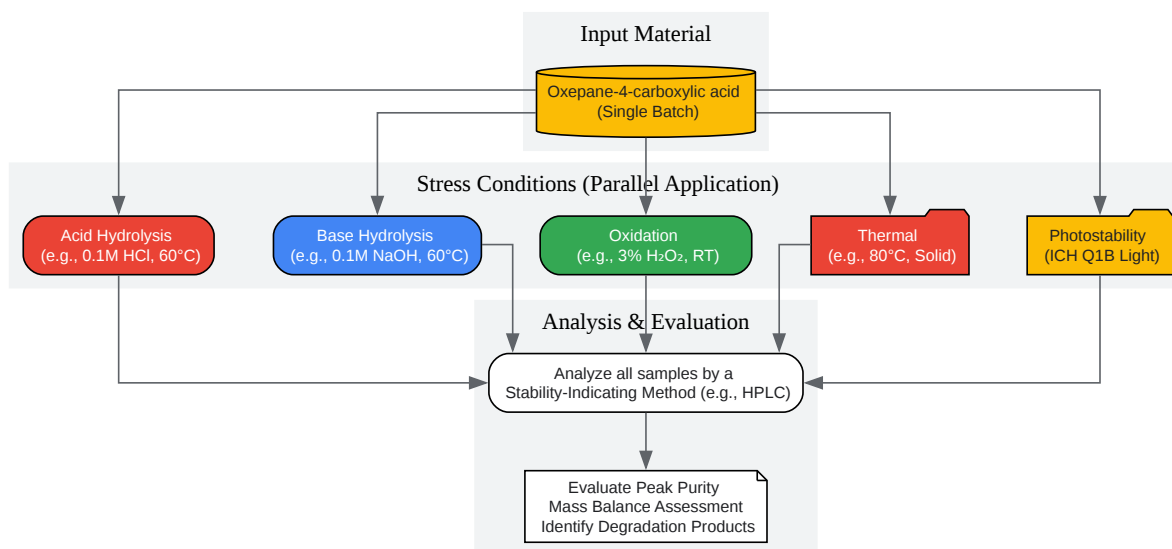 Input Material
Oxepane-4-carboxylic acid
(Single Batch)
Stress Conditions (Parallel Application)
Acid Hydrolysis
(e.g., 0.1M HCl, 60°C)
Base Hydrolysis
(e.g., 0.1M NaOH, 60°C)
Oxidation
(e.g., 3% H₂O₂, RT)
Thermal
(e.g., 80°C, Solid)
Photostability
(ICH Q1B Light)
Analysis & Evaluation
Analyze all samples by a
Stability-Indicating Method (e.g., HPLC)
Evaluate Peak Purity
Mass Balance Assessment
Identify Degradation Products